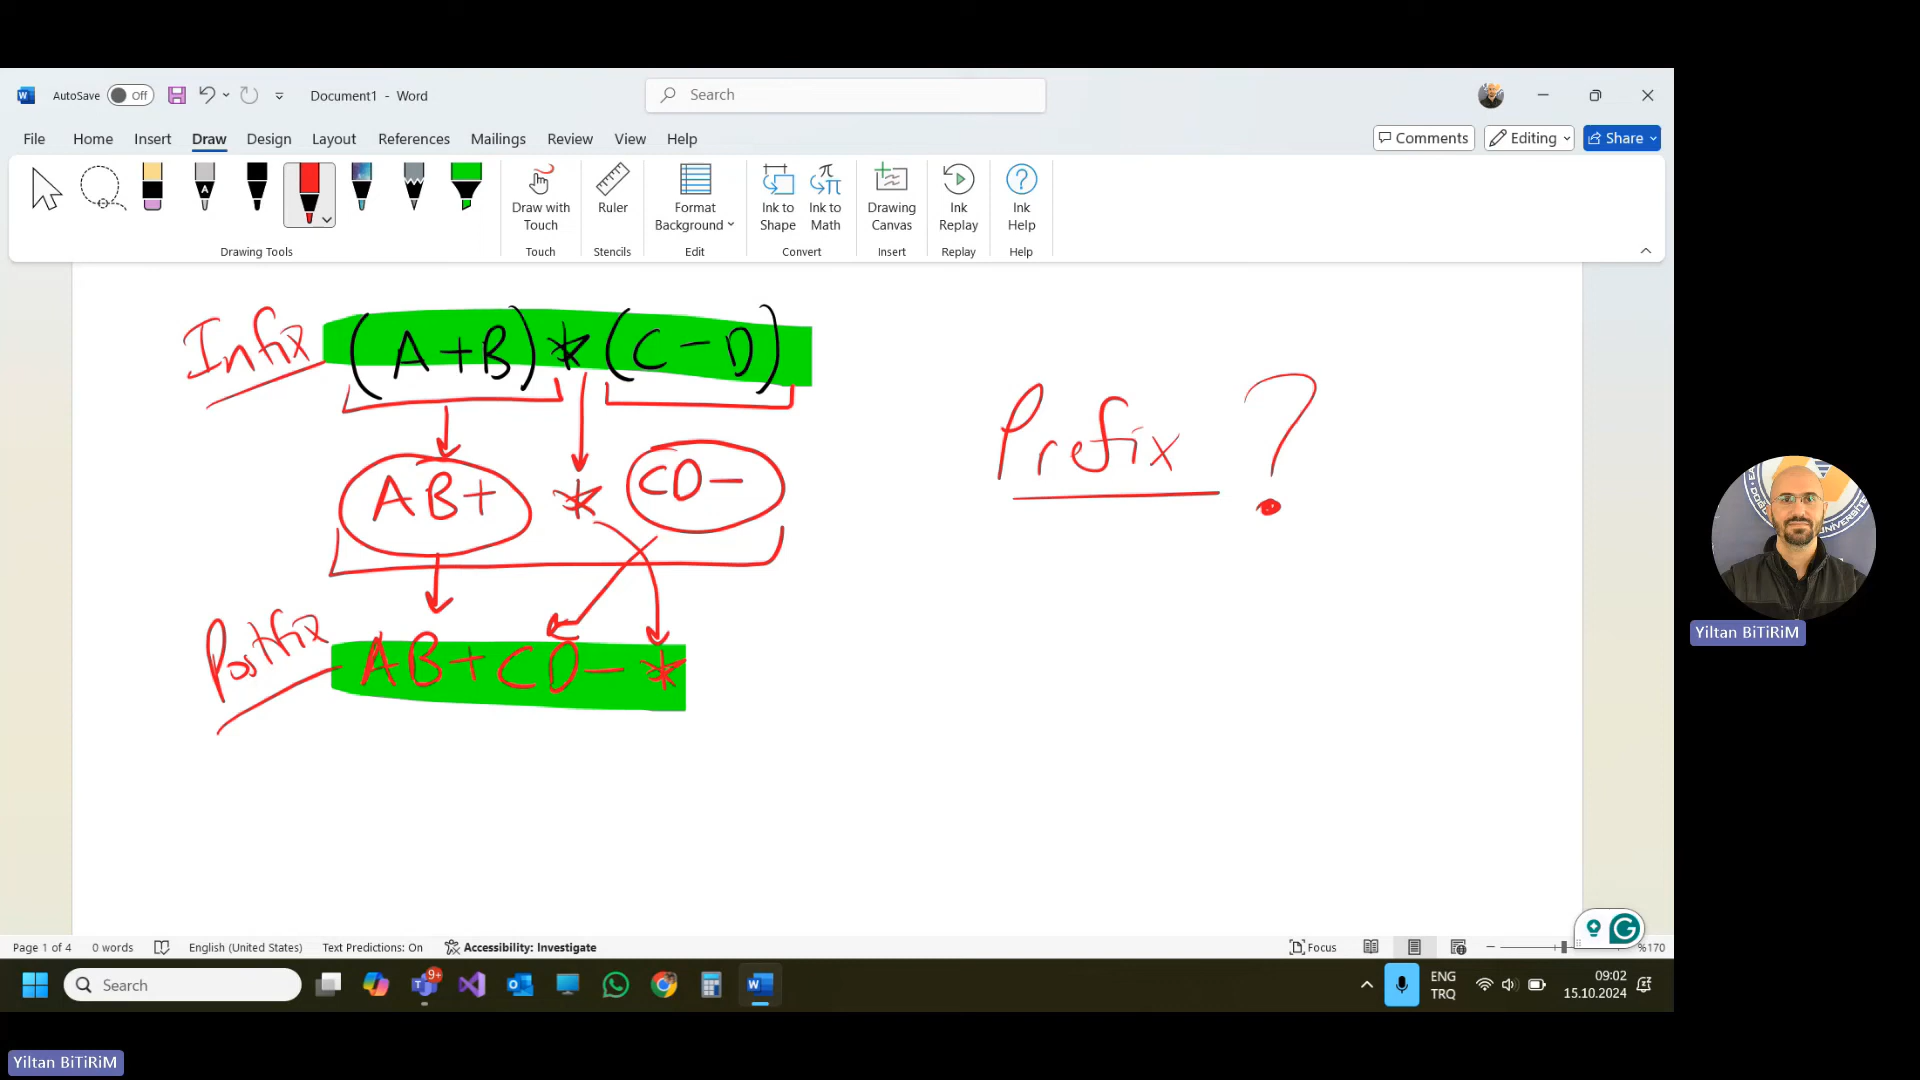 AutoSave Off Document1 - Word Search
File Home Insert Draw Design Layout References Mailings Review View Help Comments Editing Share
Draw with Touch Ruler Format Background Ink to Shape Ink to Math Drawing Canvas Ink Replay Ink Help
Drawing Tools Touch Stencils Edit Convert Insert Replay Help
Infix (A+B)*(C-D)
AB+ * CD-
Prefix ?
Postfix AB+CD-*
Yiltan BiTiRiM
Page 1 of 4 0 words English (United States) Text Predictions: On Accessibility: Investigate Focus %170
Search 9+ ENG TRQ 09:02 15.10.2024
Yiltan BiTiRiM